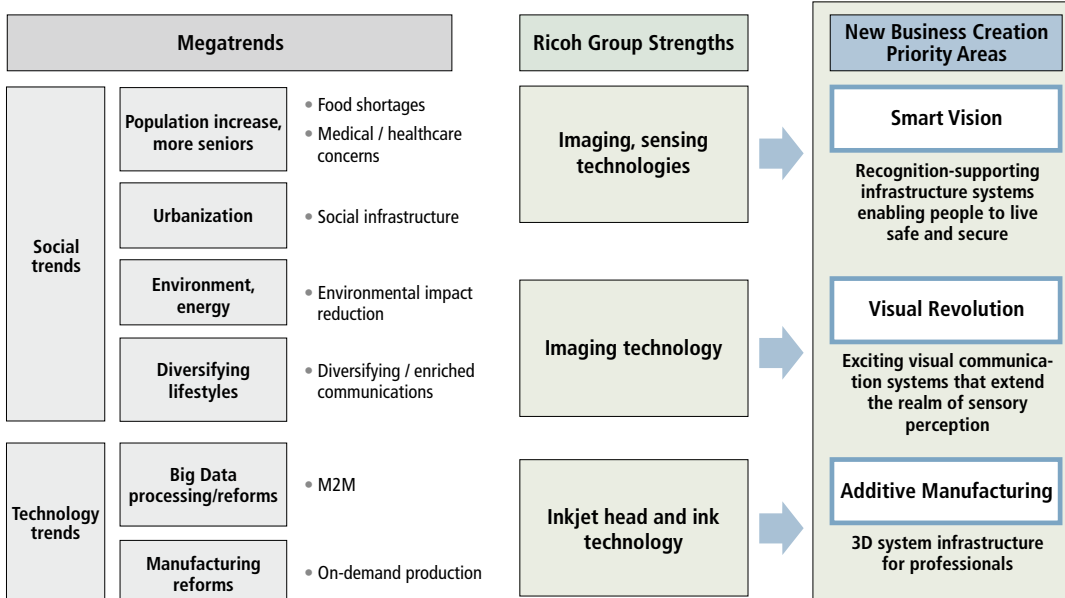 Megatrends
Social
trends
Population increase,
more seniors
• Food shortages
• Medical / healthcare
concerns
Urbanization
• Social infrastructure
Environment,
energy
• Environmental impact
reduction
Diversifying
lifestyles
• Diversifying / enriched
communications
Technology
trends
Big Data
processing/reforms
• M2M
Manufacturing
reforms
• On-demand production
Ricoh Group Strengths
Imaging, sensing
technologies
Imaging technology
Inkjet head and ink
technology
New Business Creation
Priority Areas
Smart Vision
Recognition-supporting
infrastructure systems
enabling people to live
safe and secure
Visual Revolution
Exciting visual communica-
tion systems that extend
the realm of sensory
perception
Additive Manufacturing
3D system infrastructure
for professionals